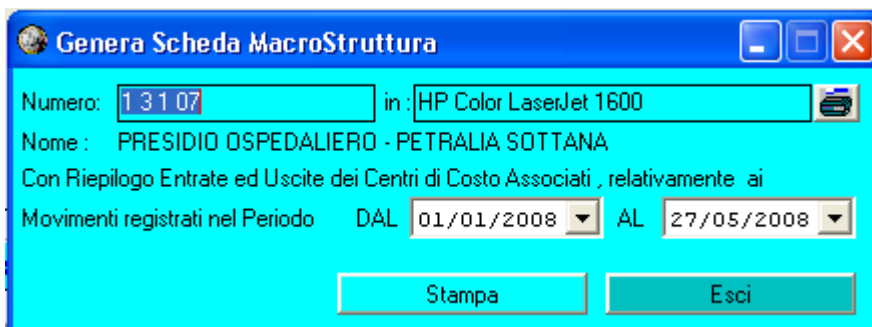 Genera Scheda MacroStruttura
Numero: 1 3 1 07 in : HP Color LaserJet 1600
Nome : PRESIDIO OSPEDALIERO - PETRALIA SOTTANA
Con Riepilogo Entrate ed Uscite dei Centri di Costo Associati , relativamente ai
Movimenti registrati nel Periodo DAL 01/01/2008 AL 27/05/2008
Stampa Esci